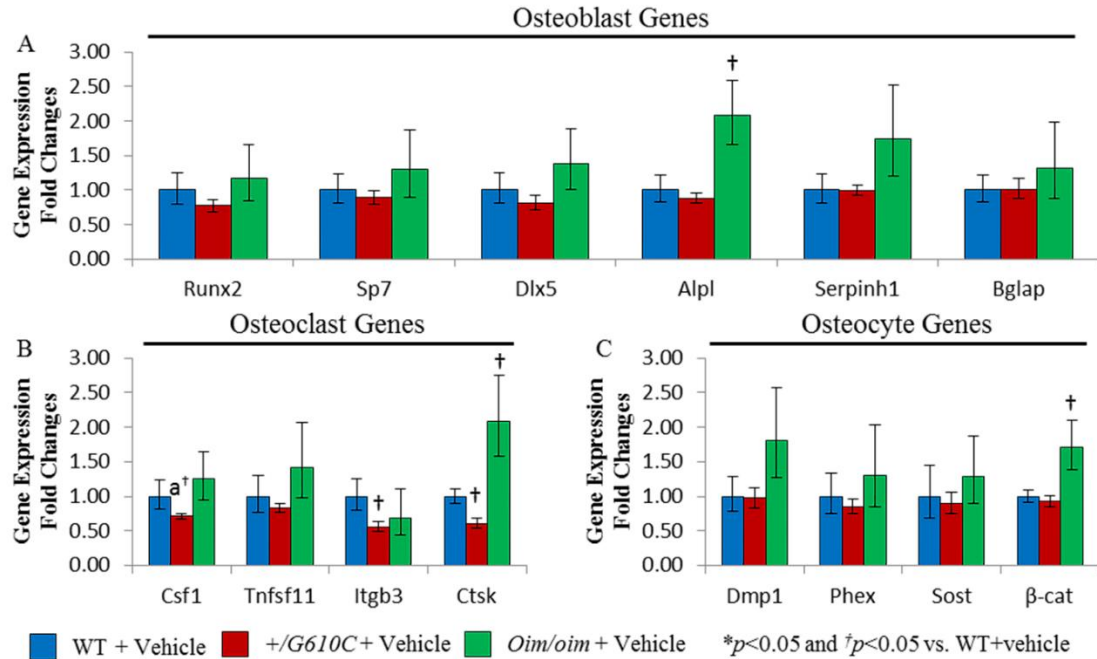 Osteoblast Genes
A
Gene Expression
Fold Changes
3.00
2.50
2.00
1.50
1.00
0.50
0.00
†
Runx2 Sp7 Dlx5 Alpl Serpinh1 Bglap
Osteoclast Genes
B
Gene Expression
Fold Changes
3.00
2.50
2.00
1.50
1.00
0.50
0.00
a†
†
†
†
Csf1 Tnfsf11 Itgb3 Ctsk
Osteocyte Genes
C
Gene Expression
Fold Changes
3.00
2.50
2.00
1.50
1.00
0.50
0.00
†
Dmp1 Phex Sost β-cat
WT + Vehicle +/G610C + Vehicle Oim/oim + Vehicle *p<0.05 and †p<0.05 vs. WT+vehicle